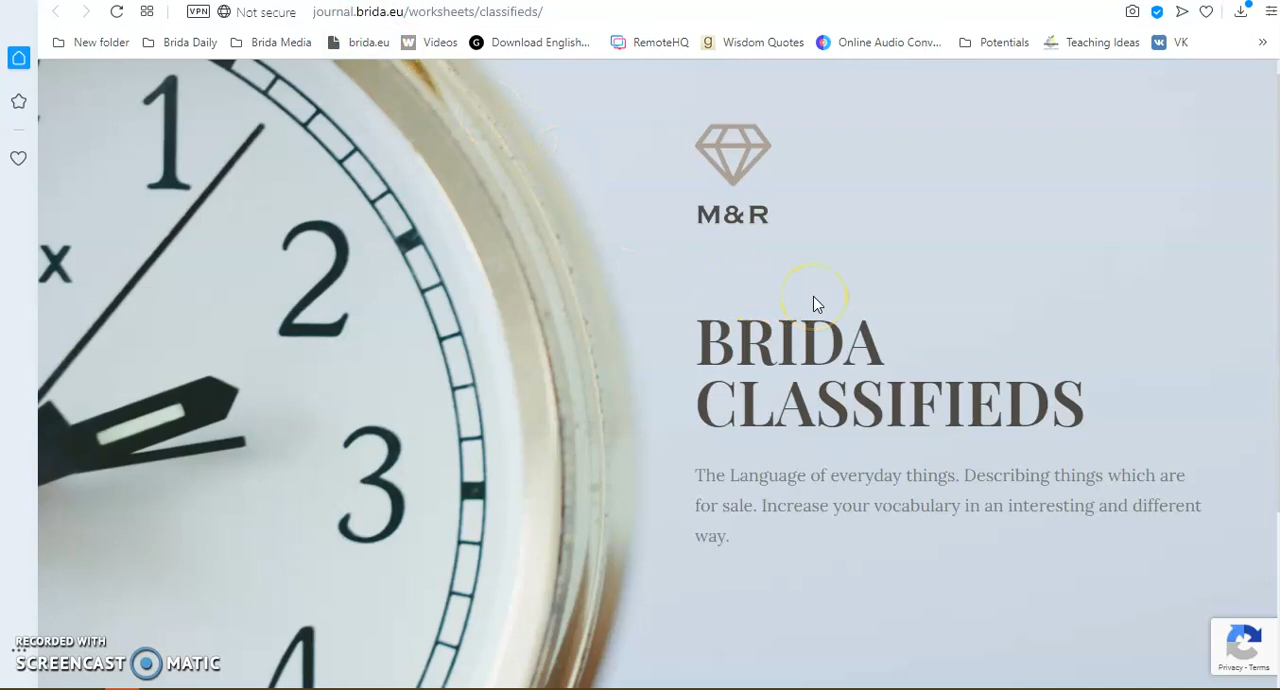 VPN
Not secure
journal.brida.eu/worksheets/classifieds/
New folder
Brida Daily
Brida Media
brida.eu
W
Videos
G
Download English...
RemoteHQ
g
Wisdom Quotes
Online Audio Conv...
Potentials
Teaching Ideas
VK
»
1
2
x
3
4
M&R
BRIDA
CLASSIFIEDS
The Language of everyday things. Describing things which are
for sale. Increase your vocabulary in an interesting and different
way.
RECORDED WITH
SCREENCAST MATIC
Privacy - Terms